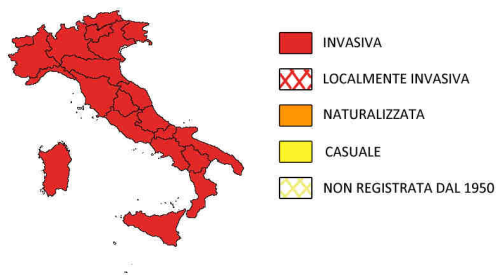 INVASIVA
LOCALMENTE INVASIVA
NATURALIZZATA
CASUALE
NON REGISTRATA DAL 1950